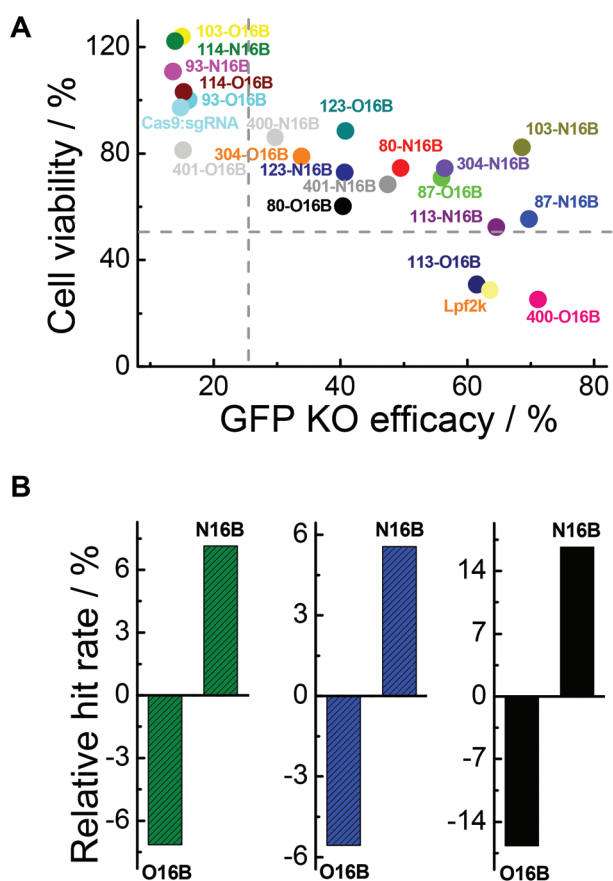 A
Cell viability / %
120
80
40
0
103-O16B
114-N16B
93-N16B
114-O16B
93-O16B
Cas9:sgRNA
400-N16B
401-O16B
304-O16B
123-O16B
123-N16B
401-N16B
80-O16B
80-N16B
304-N16B
87-O16B
103-N16B
87-N16B
113-N16B
113-O16B
Lpf2k
400-O16B
20
40
60
80
GFP KO efficacy / %
B
Relative hit rate / %
6
3
0
-3
-6
N16B
O16B
6
3
0
-3
-6
N16B
O16B
14
7
0
-7
-14
N16B
O16B